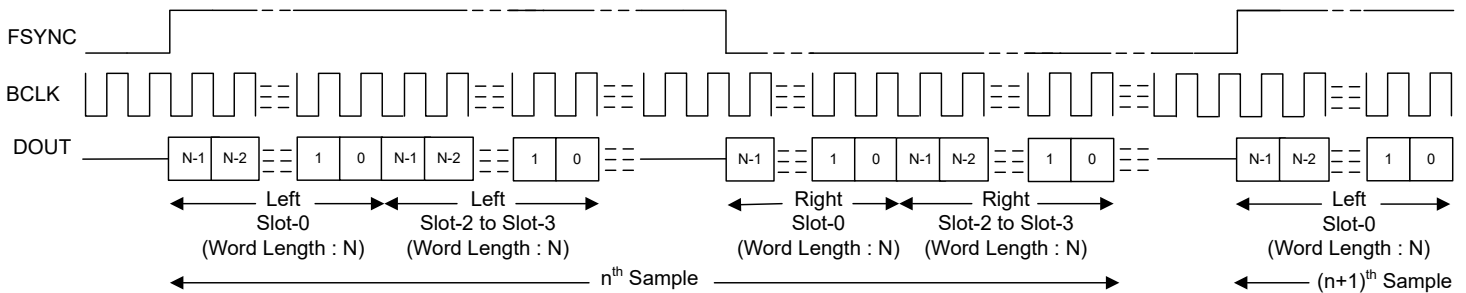 FSYNC
BCLK
DOUT
N-1 N-2 1 0 N-1 N-2 1 0 N-1 1 0 N-1 N-2 1 0 N-1 N-2 1 0
Left Left Right Right Left
Slot-0 Slot-2 to Slot-3 Slot-0 Slot-2 to Slot-3 Slot-0
(Word Length : N) (Word Length : N) (Word Length : N) (Word Length : N) (Word Length : N)
nth Sample (n+1)th Sample